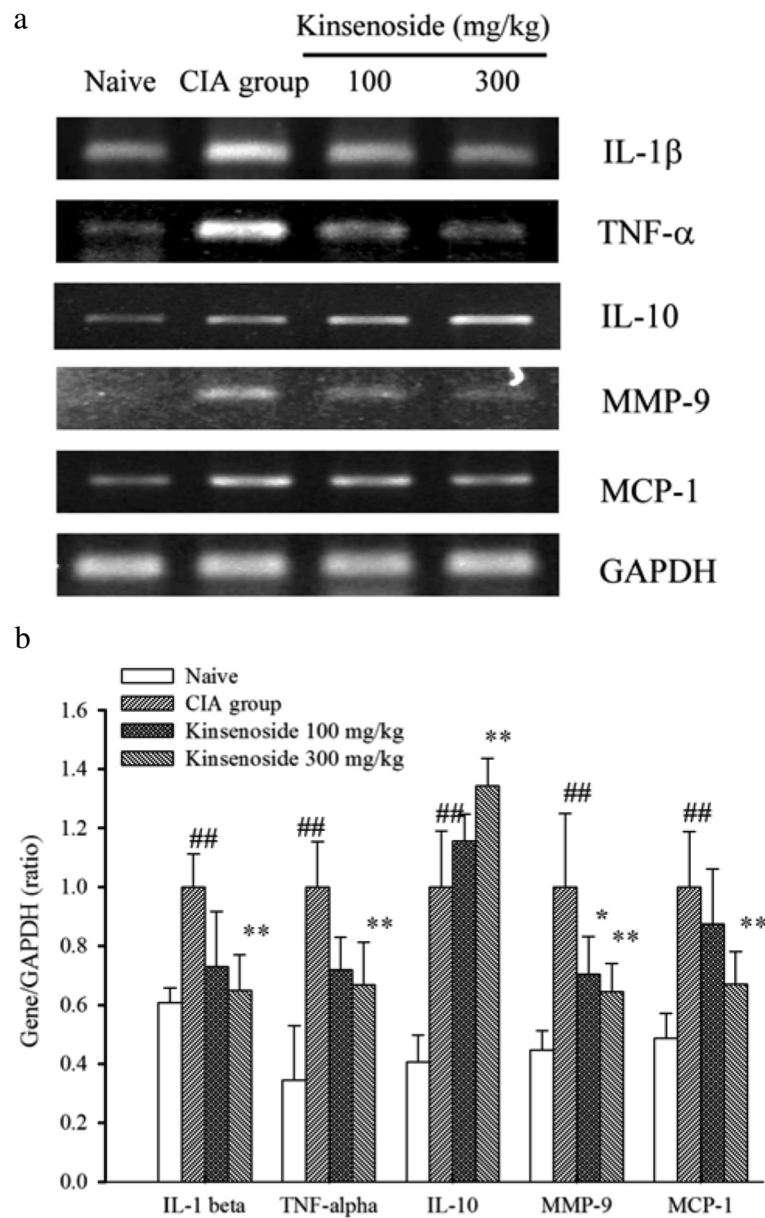 a
Kinsenoside (mg/kg)
Naive CIA group 100 300
IL-1β
TNF-α
IL-10
MMP-9
MCP-1
GAPDH
b
Naive
CIA group
Kinsenoside 100 mg/kg
Kinsenoside 300 mg/kg
Gene/GAPDH (ratio)
1.6
1.4
1.2
1.0
0.8
0.6
0.4
0.2
0.0
## ** ## ** ## ** ## * ** ## **
IL-1 beta TNF-alpha IL-10 MMP-9 MCP-1